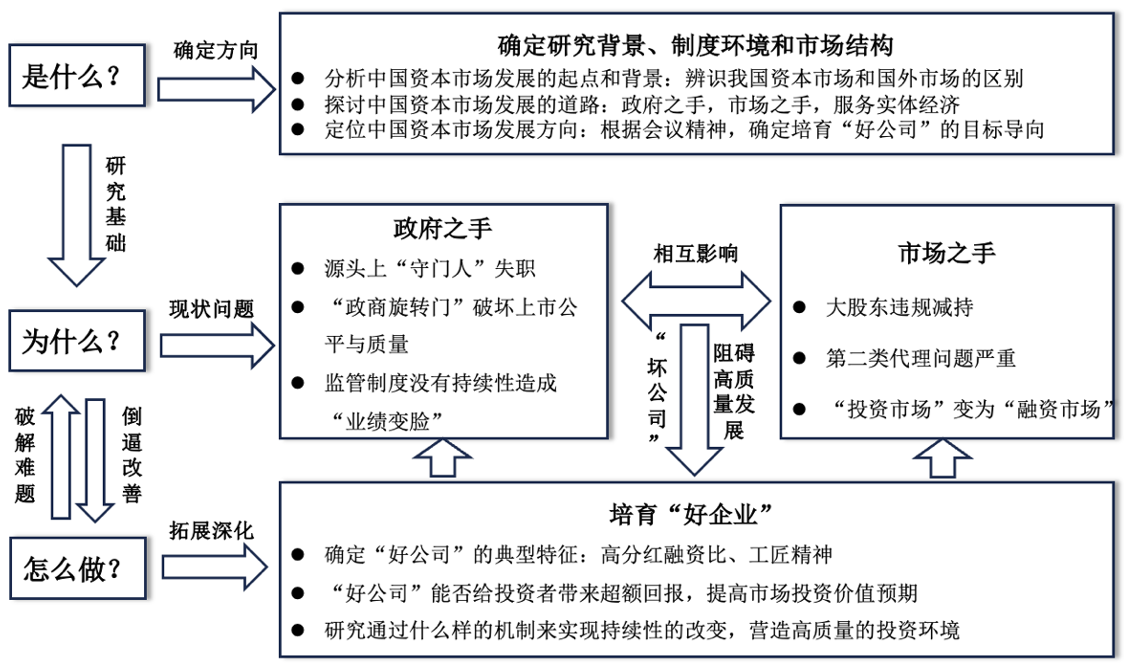 是什么？
确定方向
确定研究背景、制度环境和市场结构
● 分析中国资本市场发展的起点和背景：辨识我国资本市场和国外市场的区别
● 探讨中国资本市场发展的道路：政府之手，市场之手，服务实体经济
● 定位中国资本市场发展方向：根据会议精神，确定培育“好公司”的目标导向
研究基础
为什么？
现状问题
政府之手
● 源头上“守门人”失职
● “政商旋转门”破坏上市公
平与质量
● 监管制度没有持续性造成
“业绩变脸”
相互影响
“坏公司”
阻碍
高质
量发
展
市场之手
● 大股东违规减持
● 第二类代理问题严重
● “投资市场”变为“融资市场”
破解难题
倒逼改善
怎么做？
拓展深化
培育“好企业”
● 确定“好公司”的典型特征：高分红融资比、工匠精神
● “好公司”能否给投资者带来超额回报，提高市场投资价值预期
● 研究通过什么样的机制来实现持续性的改变，营造高质量的投资环境